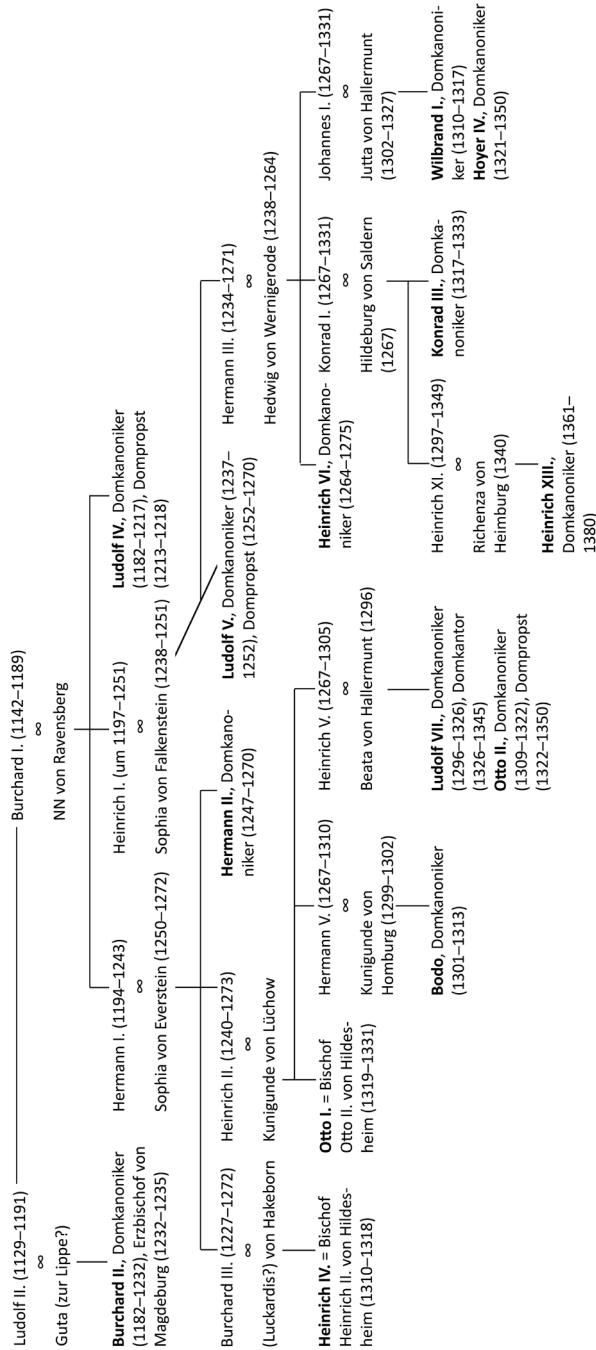 Ludolf II. (1129–1191)
Burchard I. (1142–1189)
∞
∞
Guta (zur Lippe?)
NN von Ravensberg
Burchard II., Domkanoniker
(1182–1232), Erzbischof von
Magdeburg (1232–1235)
Hermann I. (1194–1243)
∞
Sophia von Everstein (1250–1272)
Heinrich I. (um 1197–1251)
∞
Sophia von Falkenstein (1238–1251)
Ludolf IV., Domkanoniker
(1182–1217), Dompropst
(1213–1218)
Burchard III. (1227–1272)
∞
(Luckardis?) von Hakeborn
Heinrich II. (1240–1273)
∞
Kunigunde von Lüchow
Hermann II., Domkano-
niker (1247–1270)
Ludolf V., Domkanoniker (1237–
1252), Dompropst (1252–1270)
Hermann III. (1234–1271)
∞
Hedwig von Wernigerode (1238–1264)
Heinrich IV. = Bischof
Heinrich II. von Hildes-
heim (1310–1318)
Otto I. = Bischof
Otto II. von Hildes-
heim (1319–1331)
Hermann V. (1267–1310)
∞
Kunigunde von
Homburg (1299–1302)
Heinrich V. (1267–1305)
∞
Beata von Hallermunt (1296)
Heinrich VI., Domkano-
niker (1264–1275)
Konrad I. (1267–1331)
∞
Hildeburg von Saldern
(1267)
Johannes I. (1267–1331)
∞
Jutta von Hallermunt
(1302–1327)
Bodo, Domkanoniker
(1301–1313)
Ludolf VII., Domkanoniker
(1296–1326), Domkantor
(1326–1345)
Otto II., Domkanoniker
(1309–1322), Dompropst
(1322–1350)
Heinrich XI. (1297–1349)
∞
Richenza von
Heimburg (1340)
Konrad III., Domka-
noniker (1317–1333)
Wilbrand I., Domkanoni-
ker (1310–1317)
Hoyer IV., Domkanoniker
(1321–1350)
Heinrich XIII.,
Domkanoniker (1361–
1380)